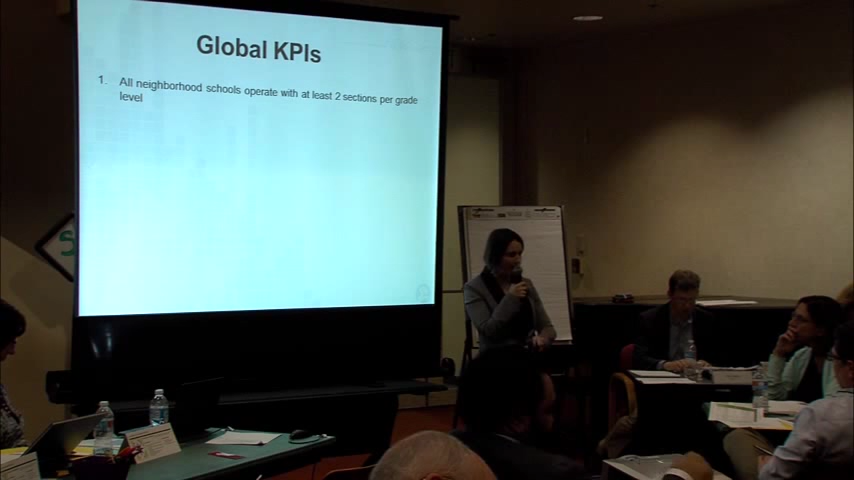 Global KPIs
1. All neighborhood schools operate with at least 2 sections per grade
level